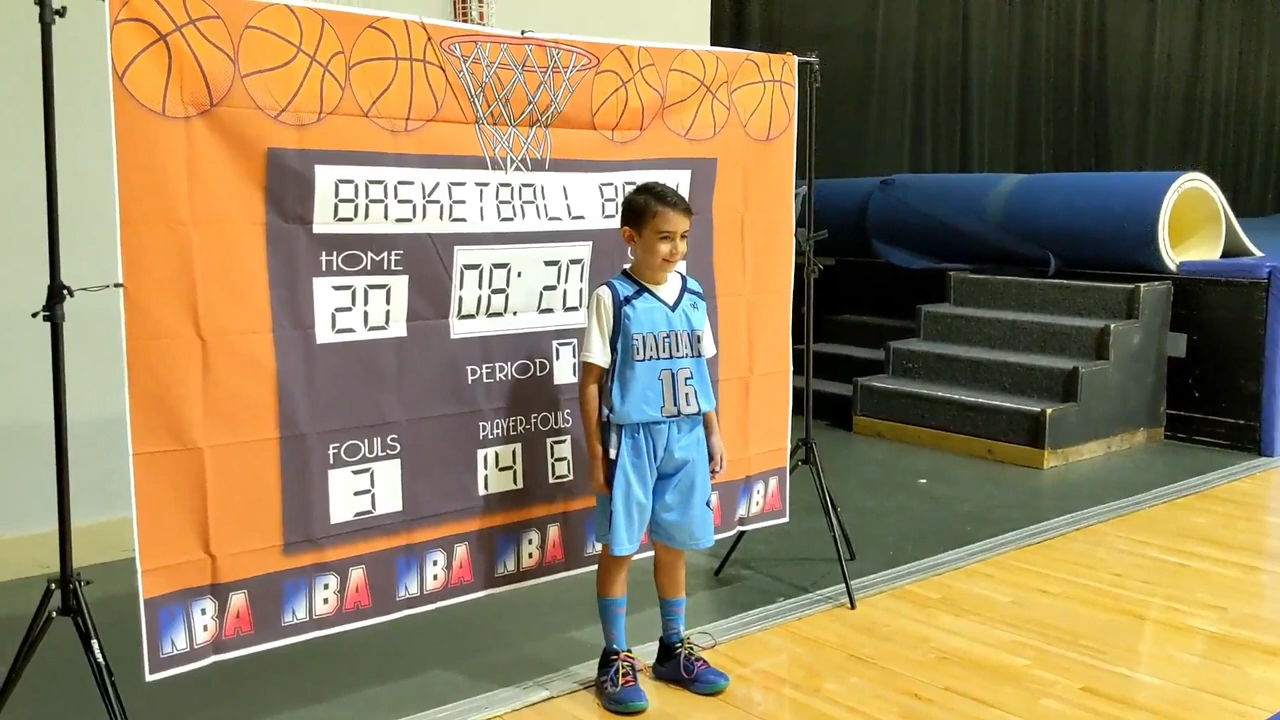 BASKETBALL
HOME
20
08:20
PERIOD
FOULS
3
PLAYER-FOULS
14 6
JAGUAR
16
NBA NBA NBA NBA NBA